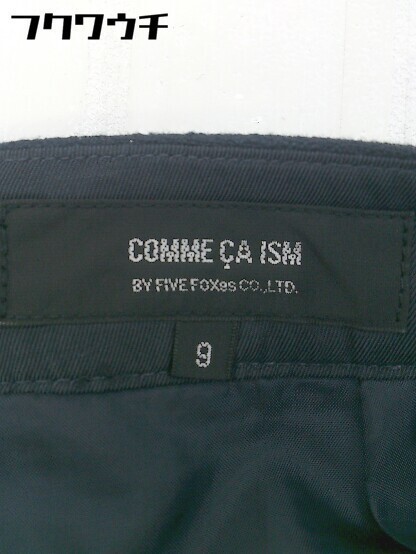 フクワウチ
COMME ÇA ISM
BY FIVE FOXes CO.,LTD.
9